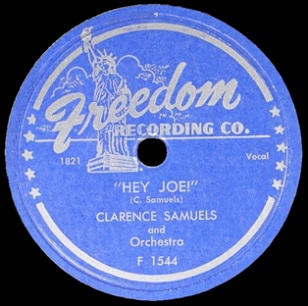 Freedom
RECORDING CO.
1821
Vocal
"HEY JOE!"
(C. Samuels)
CLARENCE SAMUELS
and
Orchestra
F 1544